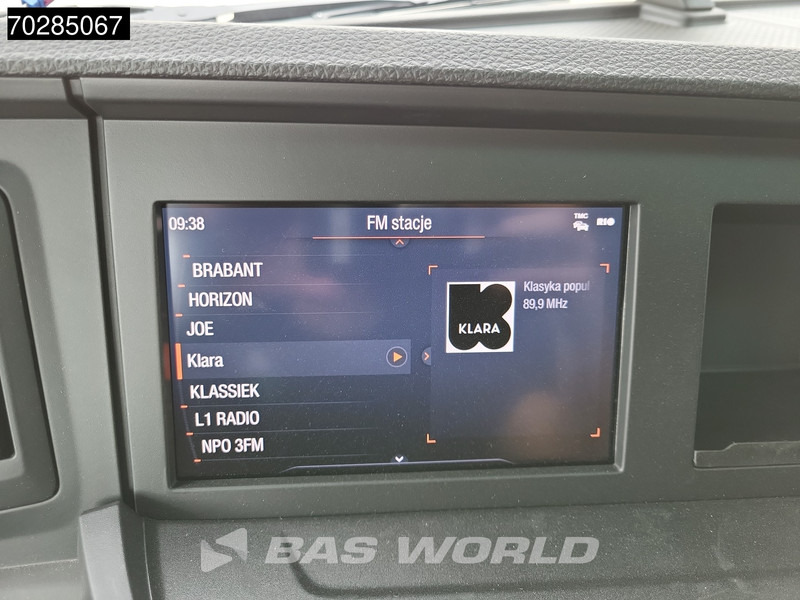 70285067
09:38
FM stacje
TMC
BRABANT
HORIZON
JOE
Klara
KLASSIEK
L1 RADIO
NPO 3FM
Klasyka popul
89,9 MHz
KLARA
BAS WORLD